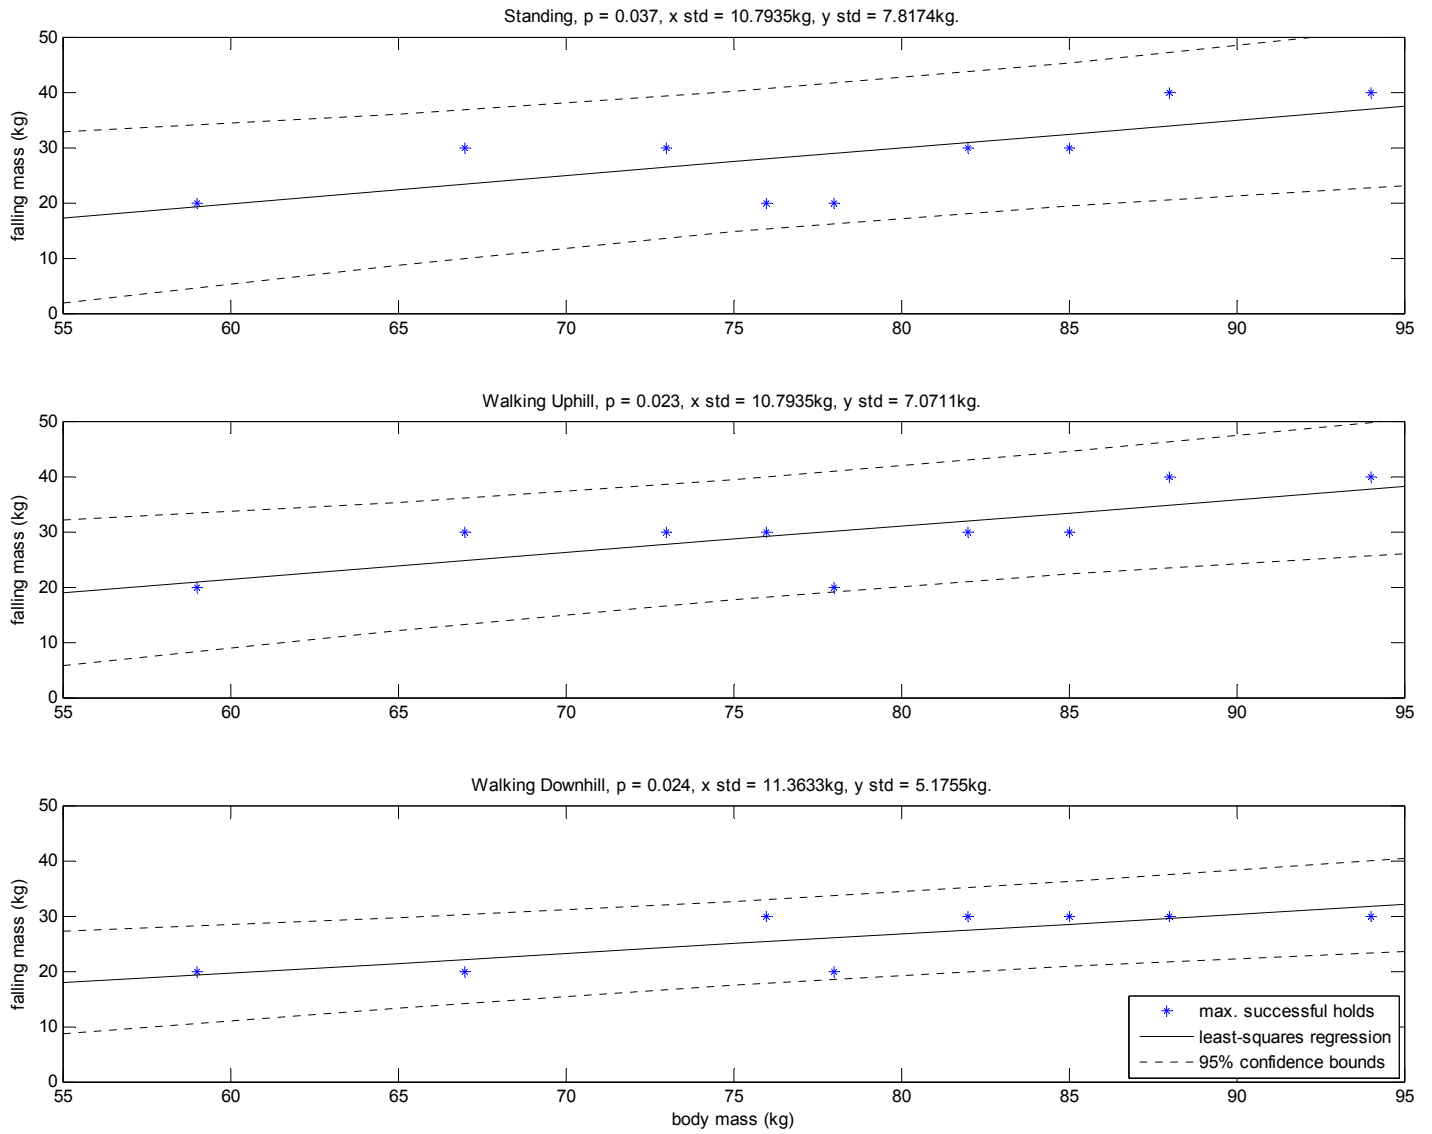 Standing, p = 0.037, x std = 10.7935kg, y std = 7.8174kg.
50
40
30
20
10
0
falling mass (kg)
55 60 65 70 75 80 85 90 95
Walking Uphill, p = 0.023, x std = 10.7935kg, y std = 7.0711kg.
50
40
30
20
10
0
falling mass (kg)
55 60 65 70 75 80 85 90 95
Walking Downhill, p = 0.024, x std = 11.3633kg, y std = 5.1755kg.
50
40
30
20
10
0
falling mass (kg)
max. successful holds
least-squares regression
95% confidence bounds
55 60 65 70 75 80 85 90 95
body mass (kg)